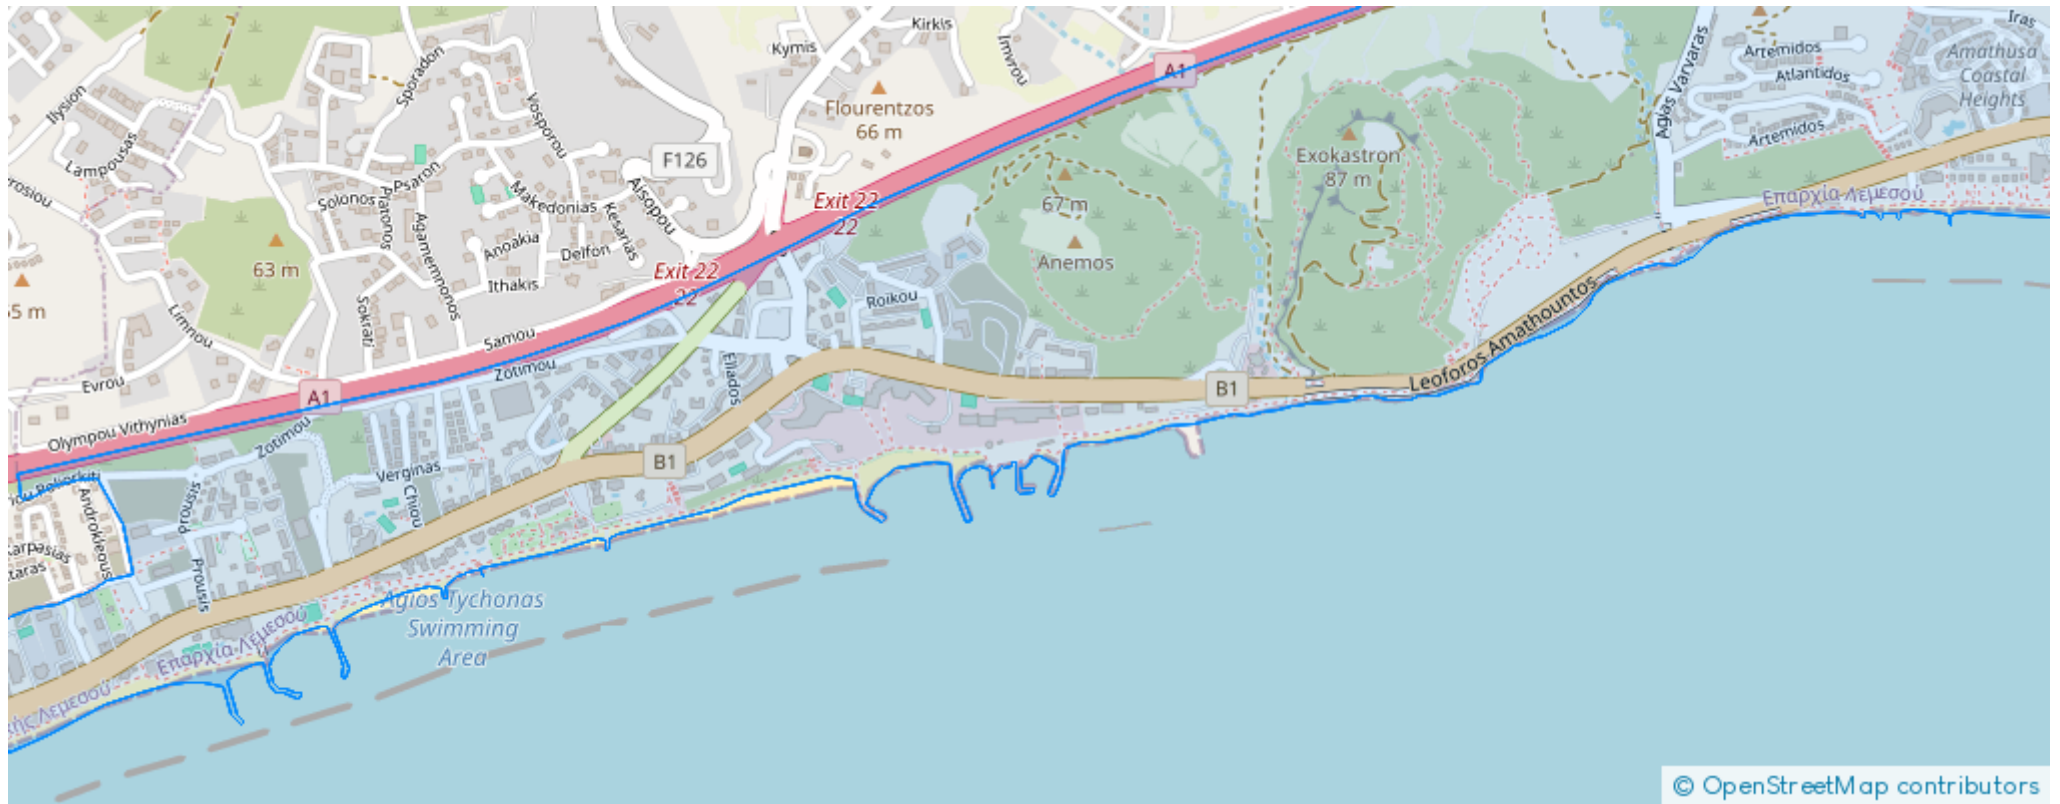 Kirkis
Iras
Kymis
Imvrou
Artemidos
Amathusa
Coastal
Heights
Sporadon
A1
Atlantidos
Ilysion
Flourentzos
66 m
Agias Varvaras
Vosporou
Lampousas
F126
Artemidos
Exokastron
87 m
Psaron
Aisopou
Makedonias
Solonos
Kesarias
Exit 22
22
67 m
Επαρχία Λεμεσού
Agamemnonos
Anoakia
Delfon
63 m
Exit 22
22
Anemos
Ithakis
Roikou
Sokrati
Limnou
Samou
Leoforos Amathountos
Evrou
Zotimou
Ellados
A1
B1
Olympou Vithynias
Zotimou
B1
Verginas
Chiou
Androkleous
Prousis
Prousis
Agios Tychonas
Swimming
Area
Επαρχία Λεμεσού
© OpenStreetMap contributors